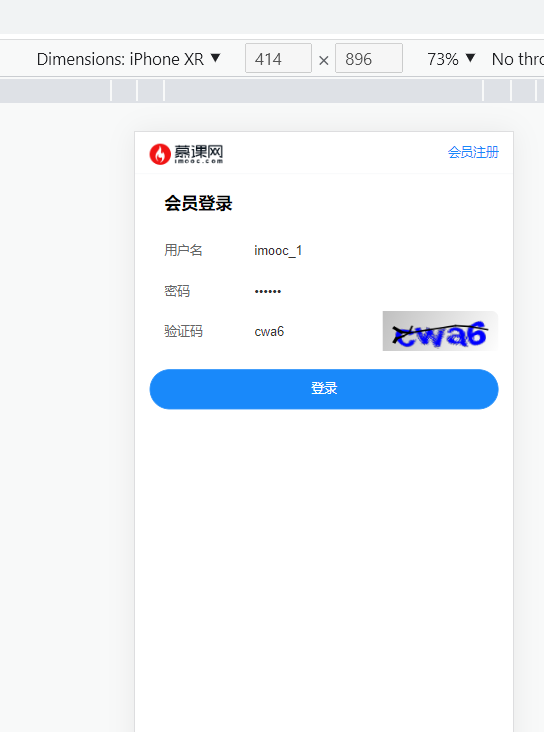 Dimensions: iPhone XR ▼ 414 × 896 73% ▼ No thro
慕课网 imooc.com 会员注册
会员登录
用户名 imooc_1
密码 ••••••
验证码 cwa6 cwa6
登录